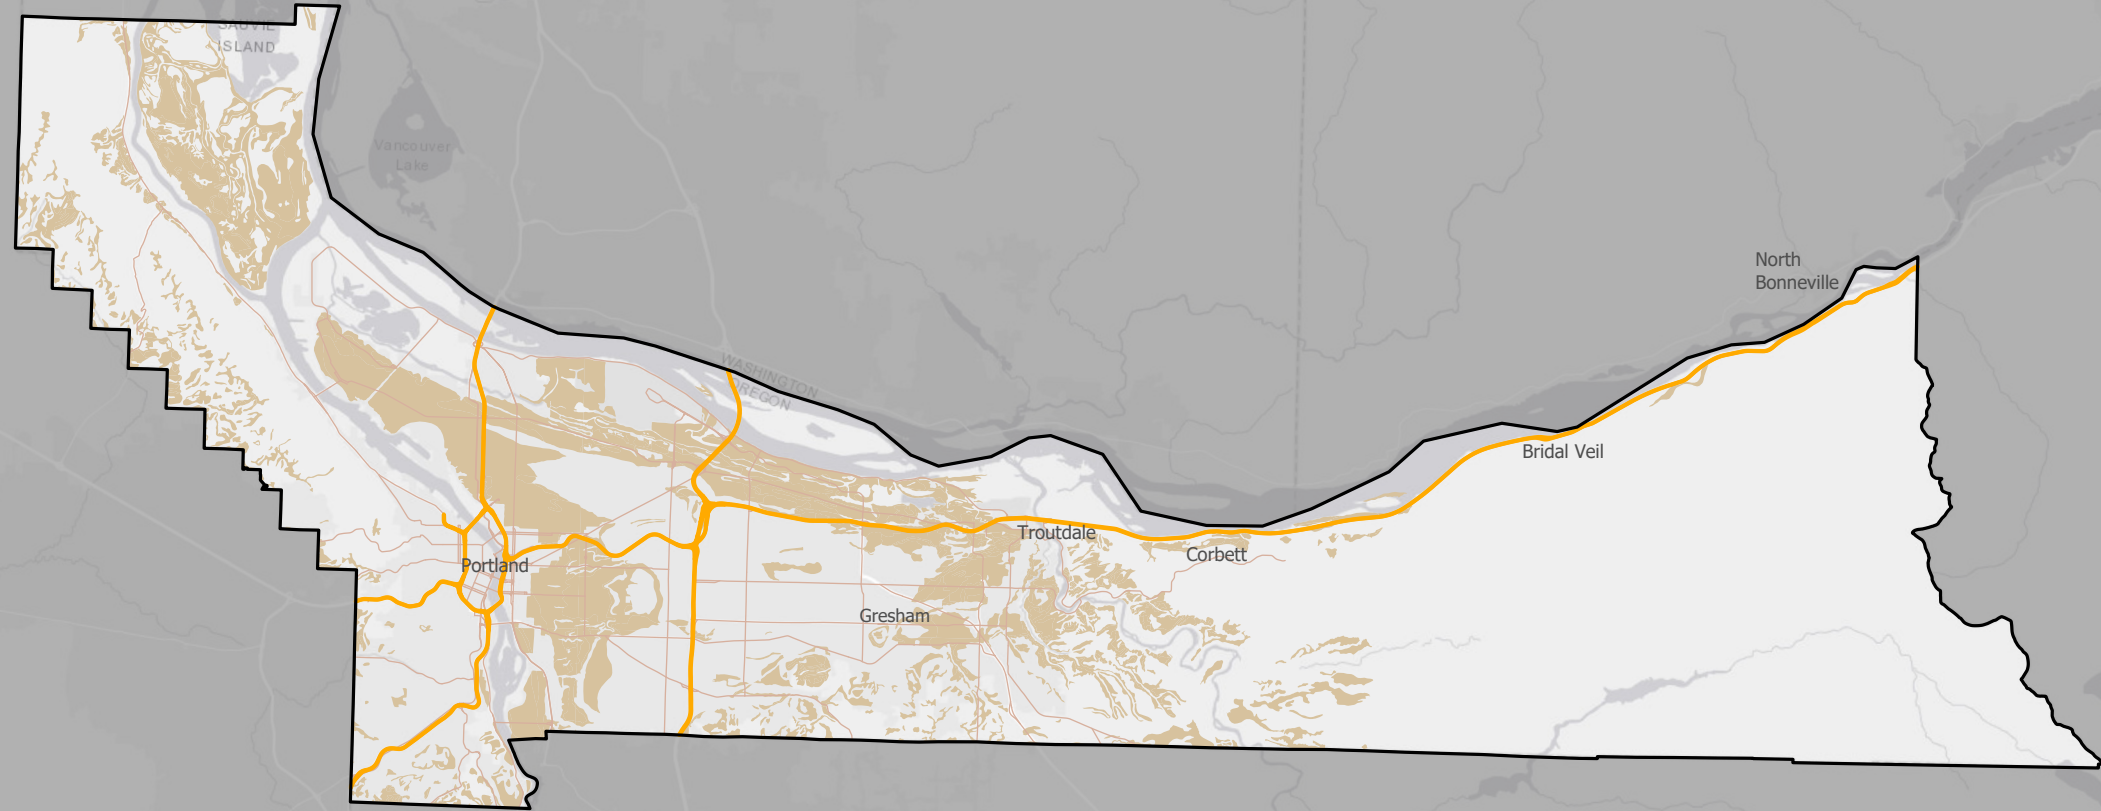 SAUVIE
ISLAND
Vancouver
Lake
North
Bonneville
WASHINGTON
OREGON
Bridal Veil
Troutdale
Corbett
Portland
Gresham